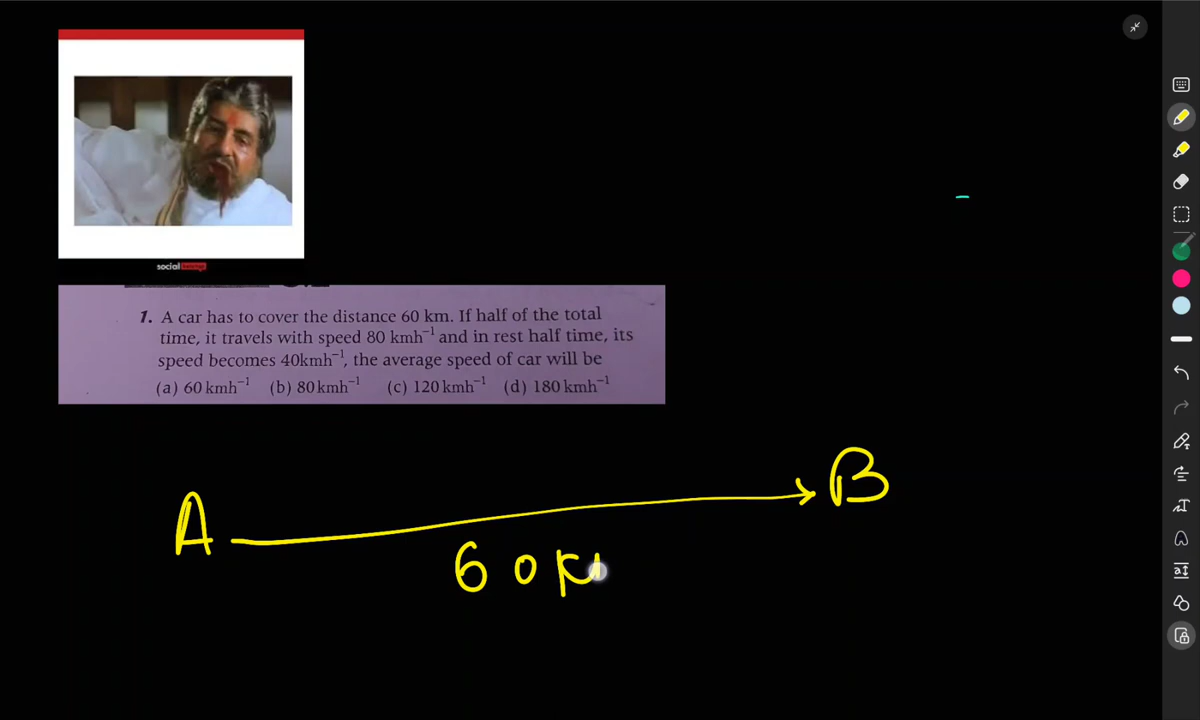 social
1. A car has to cover the distance 60 km. If half of the total
time, it travels with speed 80 kmh⁻¹ and in rest half time, its
speed becomes 40kmh⁻¹, the average speed of car will be
(a) 60 kmh⁻¹ (b) 80 kmh⁻¹ (c) 120 kmh⁻¹ (d) 180 kmh⁻¹
A B
60 K